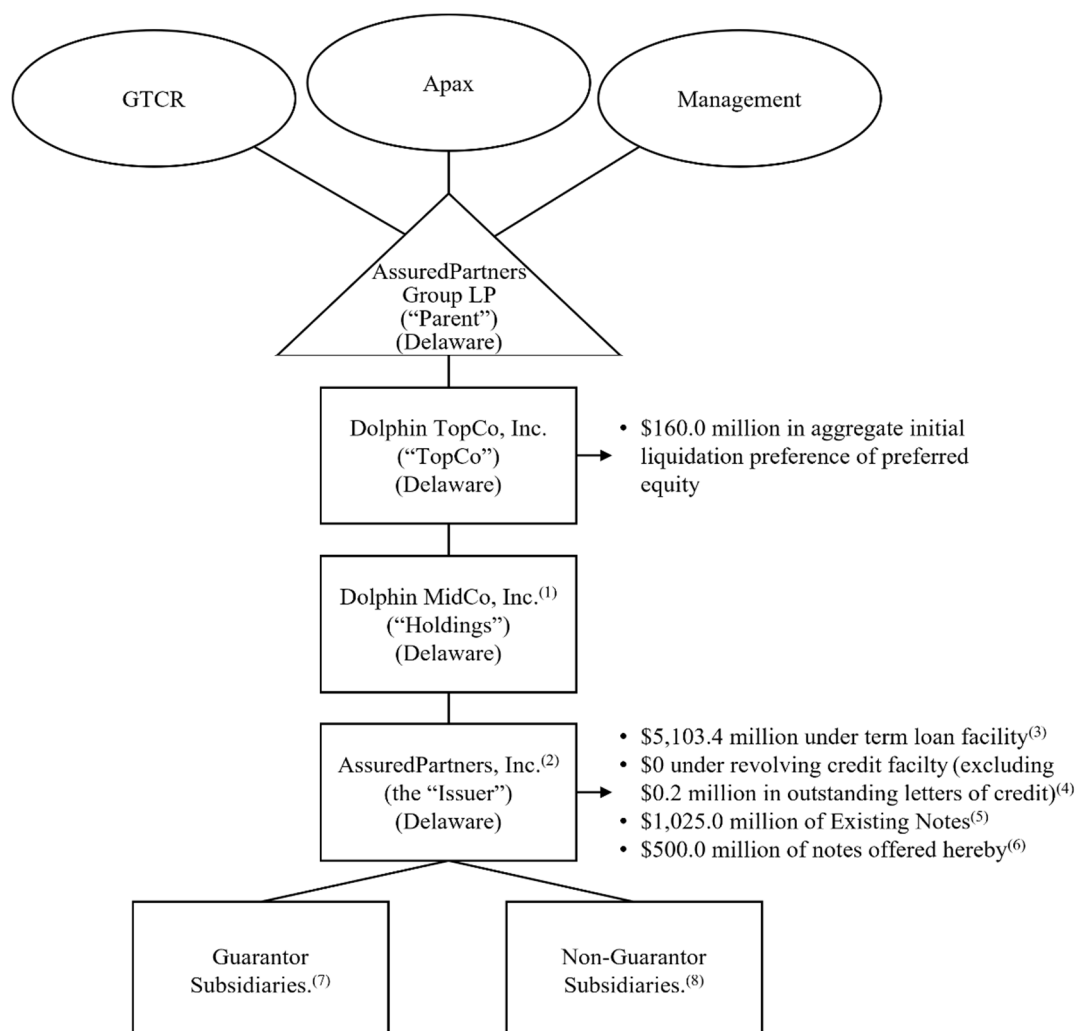 GTCR
Apax
Management
AssuredPartners
Group LP
(“Parent”)
(Delaware)
Dolphin TopCo, Inc.
(“TopCo”)
(Delaware)
• $160.0 million in aggregate initial
liquidation preference of preferred
equity
Dolphin MidCo, Inc.(1)
(“Holdings”)
(Delaware)
AssuredPartners, Inc.(2)
(the “Issuer”)
(Delaware)
• $5,103.4 million under term loan facility(3)
• $0 under revolving credit facilty (excluding
$0.2 million in outstanding letters of credit)(4)
• $1,025.0 million of Existing Notes(5)
• $500.0 million of notes offered hereby(6)
Guarantor
Subsidiaries.(7)
Non-Guarantor
Subsidiaries.(8)